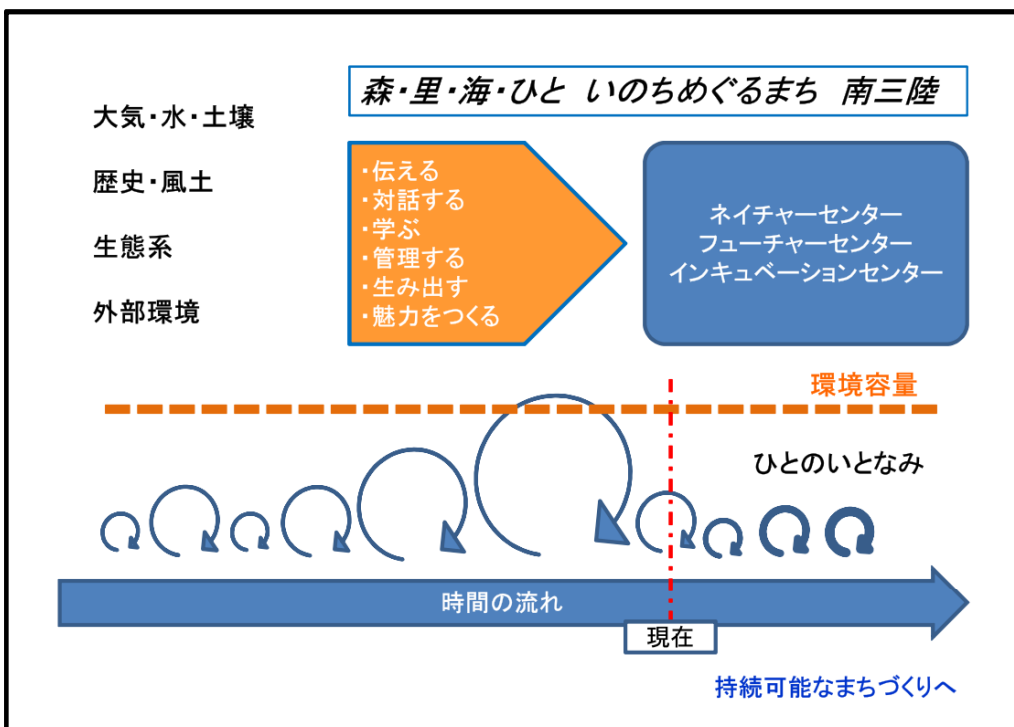 森・里・海・ひと いのちめぐるまち 南三陸
大気・水・土壌
歴史・風土
生態系
外部環境
・伝える
・対話する
・学ぶ
・管理する
・生み出す
・魅力をつくる
ネイチャーセンター
フューチャーセンター
インキュベーションセンター
環境容量
ひとのいとなみ
時間の流れ
現在
持続可能なまちづくりへ